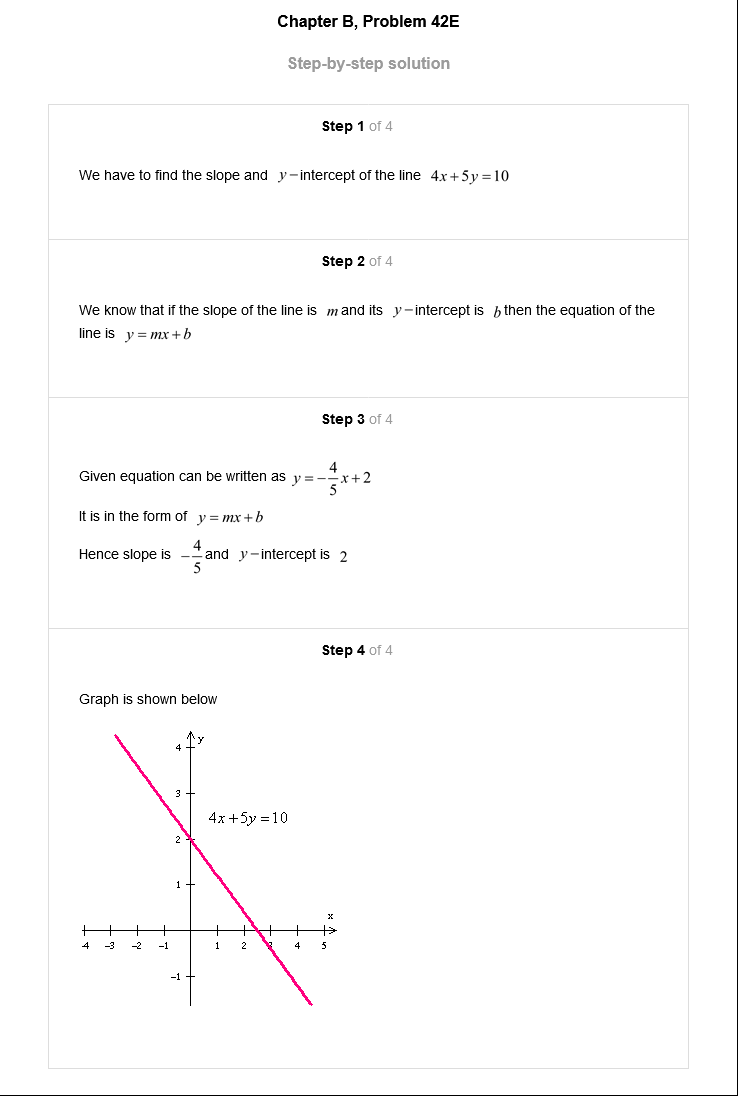 Chapter B, Problem 42E
Step-by-step solution
Step 1 of 4
We have to find the slope and y−intercept of the line 4x+5y=10
Step 2 of 4
We know that if the slope of the line is m and its y−intercept is b then the equation of the
line is y=mx+b
Step 3 of 4
Given equation can be written as y=−4/5x+2
It is in the form of y=mx+b
Hence slope is −4/5 and y−intercept is 2
Step 4 of 4
Graph is shown below
y
4
3
4x+5y=10
2
1
x
-4 -3 -2 -1 1 2 3 4 5
-1